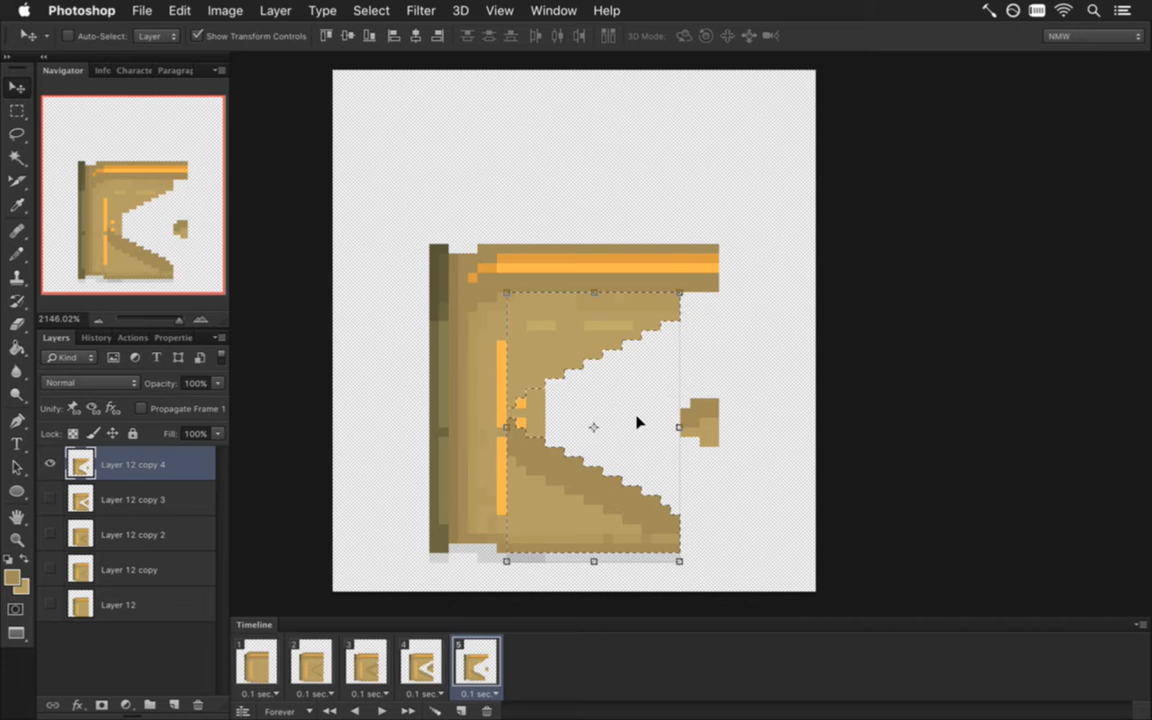 Photoshop File Edit Image Layer Type Select Filter 3D View Window Help
Auto-Select: Layer Show Transform Controls 3D Mode: NMW
Navigator Info Characte Paragrap
2146.02%
Layers History Actions Propertie
Kind
Normal Opacity: 100%
Unify: Propagate Frame 1
Lock: Fill: 100%
Layer 12 copy 4
Layer 12 copy 3
Layer 12 copy 2
Layer 12 copy
Layer 12
Timeline
1 2 3 4 5
0.1 sec. 0.1 sec. 0.1 sec. 0.1 sec. 0.1 sec.
Forever